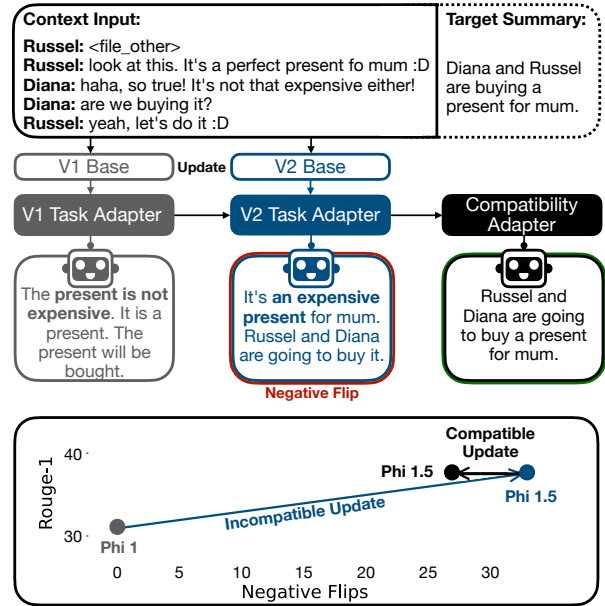 Context Input:
Russel: <file_other>
Russel: look at this. It's a perfect present fo mum :D
Diana: haha, so true! It's not that expensive either!
Diana: are we buying it?
Russel: yeah, let's do it :D
Target Summary:
Diana and Russel
are buying a
present for mum.
V1 Base
Update
V2 Base
V1 Task Adapter
V2 Task Adapter
Compatibility
Adapter
The present is not
expensive. It is a
present. The
present will be
bought.
It's an expensive
present for mum.
Russel and Diana
are going to buy it.
Negative Flip
Russel and
Diana are going
to buy a present
for mum.
Compatible
Update
40
30
Rouge-1
Phi 1.5
Phi 1.5
Incompatible Update
Phi 1
0 5 10 15 20 25 30
Negative Flips